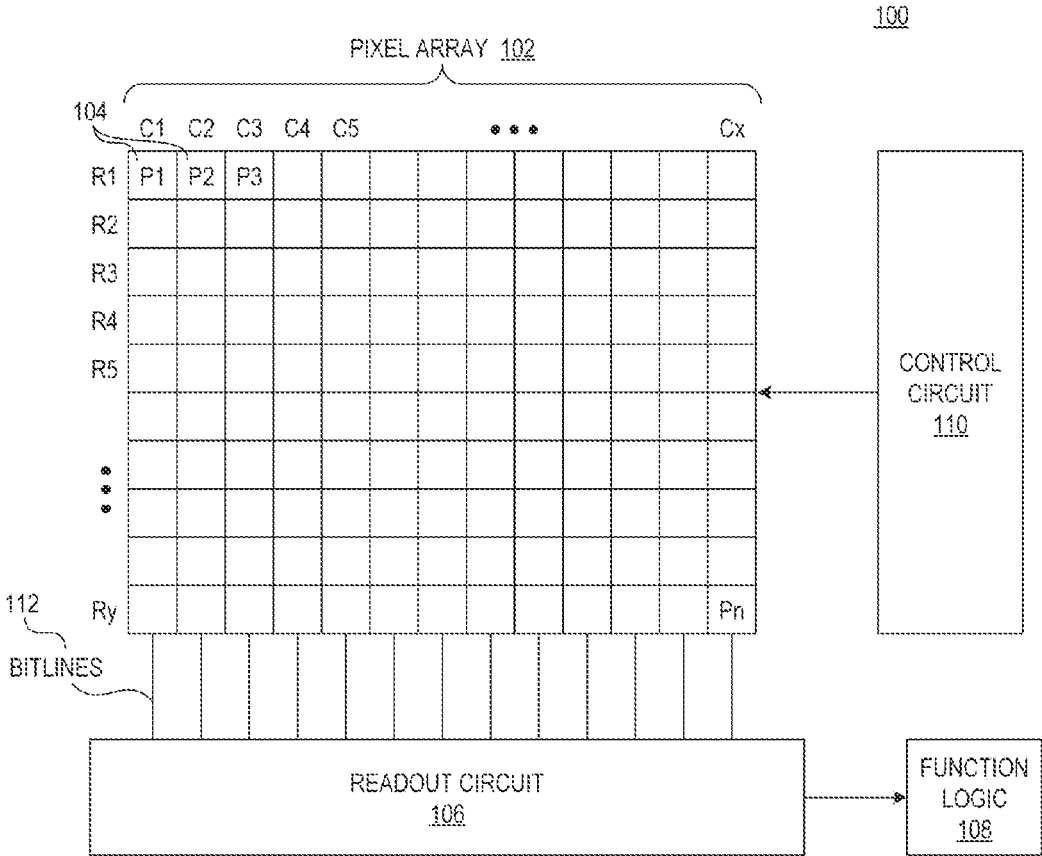 100
PIXEL ARRAY 102
104
C1 C2 C3 C4 C5 ••• Cx
R1 P1 P2 P3
R2
R3
R4
R5
CONTROL
CIRCUIT
110
Ry Pn
112
BITLINES
READOUT CIRCUIT
106
FUNCTION
LOGIC
108